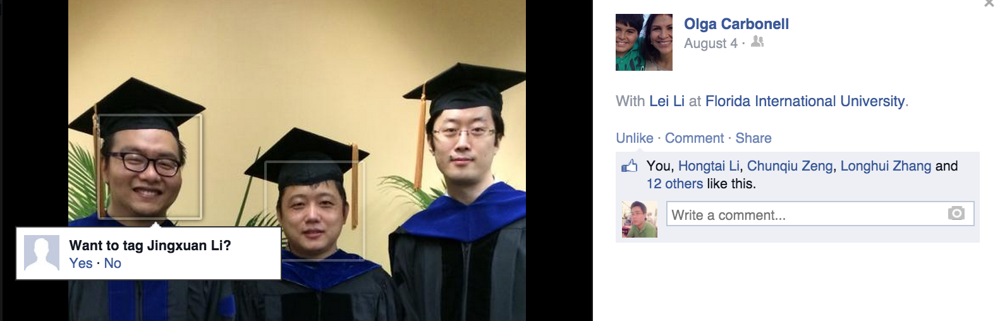 Olga Carbonell
August 4 ·
With Lei Li at Florida International University.
Unlike · Comment · Share
You, Hongtai Li, Chunqiu Zeng, Longhui Zhang and
12 others like this.
Write a comment...
Want to tag Jingxuan Li?
Yes · No